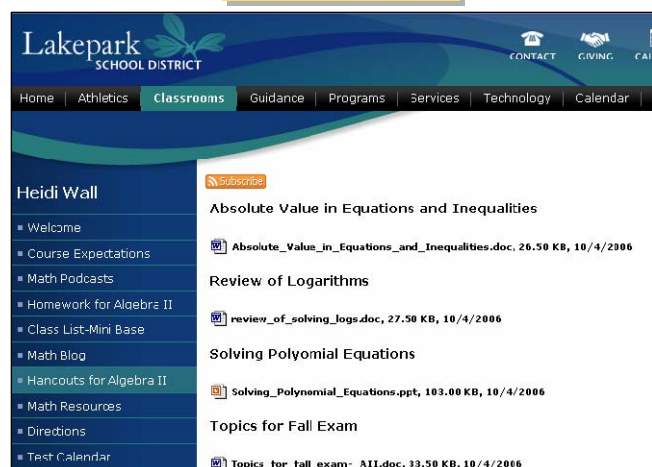 Lakepark
SCHOOL DISTRICT
CONTACT GIVING
Home Athletics Classrooms Guidance Programs Services Technology Calendar
Heidi Wall
Welcome
Course Expectations
Math Podcasts
Homework for Algebra II
Class List-Mini Base
Math Blog
Handouts for Algebra II
Math Resources
Directions
Test Calendar
Subscribe
Absolute Value in Equations and Inequalities
Absolute_Value_in_Equations_and_Inequalities.doc, 26.50 KB, 10/4/2006
Review of Logarithms
review_of_solving_logs.doc, 27.50 KB, 10/4/2006
Solving Polyomial Equations
Solving_Polynomial_Equations.ppt, 103.00 KB, 10/4/2006
Topics for Fall Exam
Topics_for_fall_exam-_AII.doc, 33.50 KB, 10/4/2006